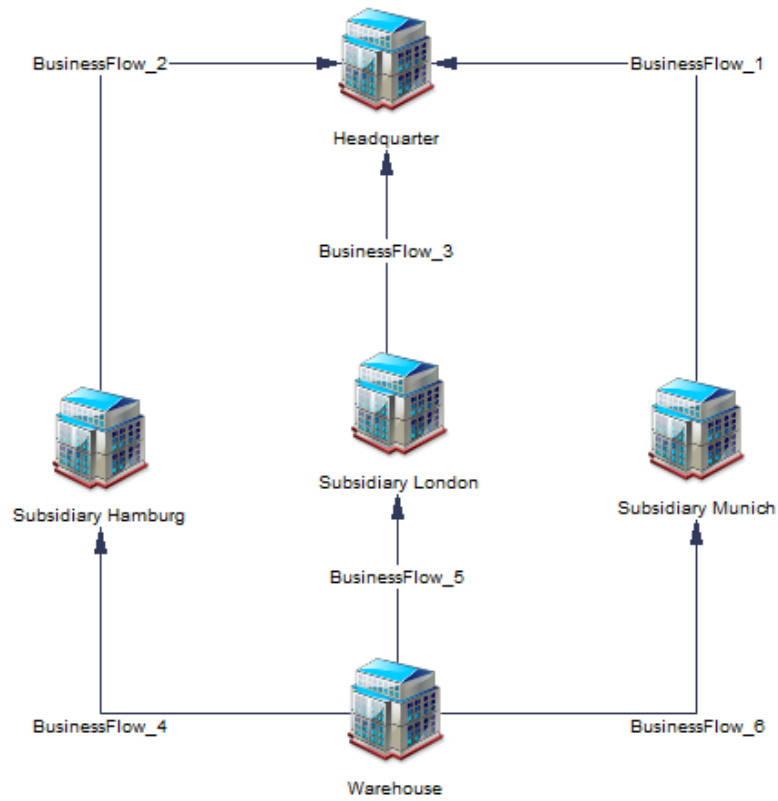 BusinessFlow_2
BusinessFlow_1
Headquarter
BusinessFlow_3
Subsidiary London
Subsidiary Hamburg
Subsidiary Munich
BusinessFlow_5
BusinessFlow_4
BusinessFlow_6
Warehouse